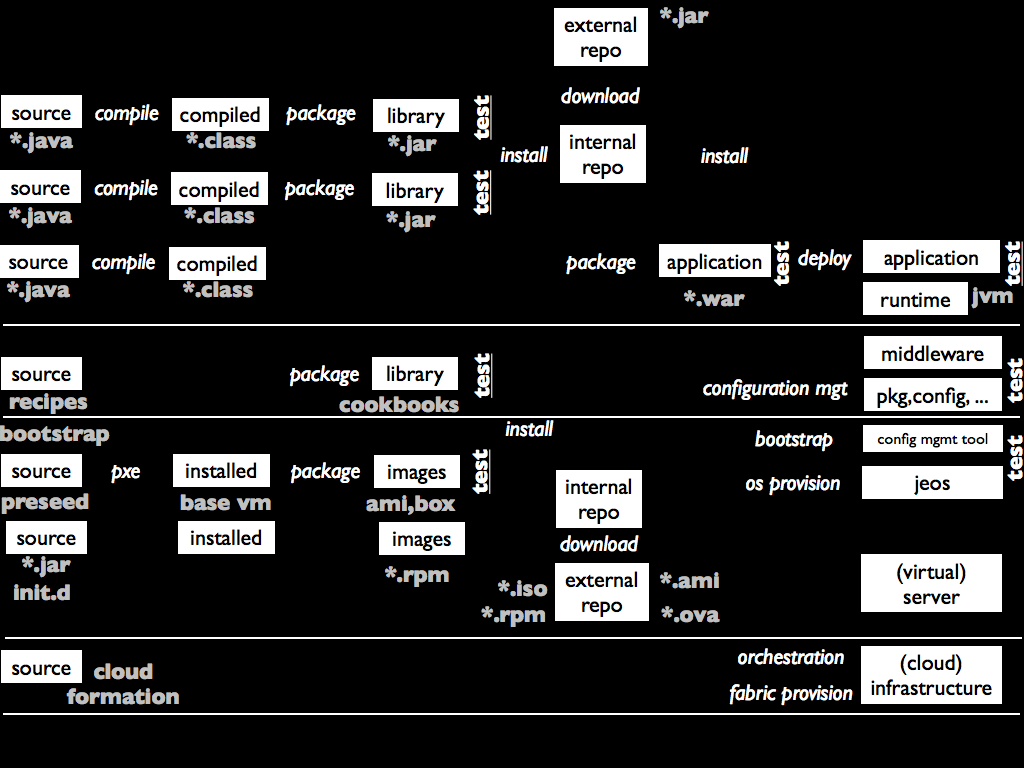 external
repo
*.jar
download
source
compile
compiled
package
library
test
*.java
*.class
*.jar
install
internal
repo
install
source
compile
compiled
package
library
test
*.java
*.class
*.jar
source
compile
compiled
package
application
test
deploy
application
test
*.java
*.class
*.war
runtime
jvm
middleware
source
package
library
test
configuration mgt
pkg,config, ...
test
recipes
cookbooks
bootstrap
install
bootstrap
config mgmt tool
test
source
pxe
installed
package
images
test
os provision
jeos
preseed
base vm
ami,box
internal
repo
source
installed
images
download
*.jar
init.d
*.rpm
*.iso
*.rpm
external
repo
*.ami
*.ova
(virtual)
server
source
cloud
formation
orchestration
fabric provision
(cloud)
infrastructure